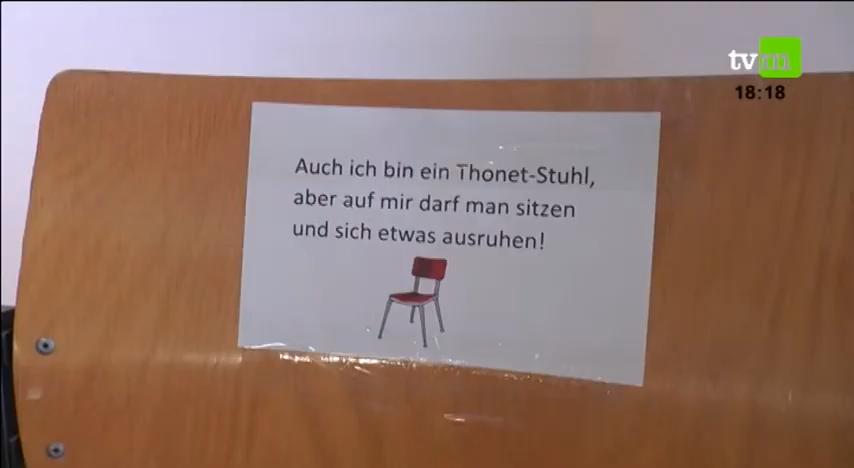 tvm
18:18
Auch ich bin ein Thonet-Stuhl,
aber auf mir darf man sitzen
und sich etwas ausruhen!